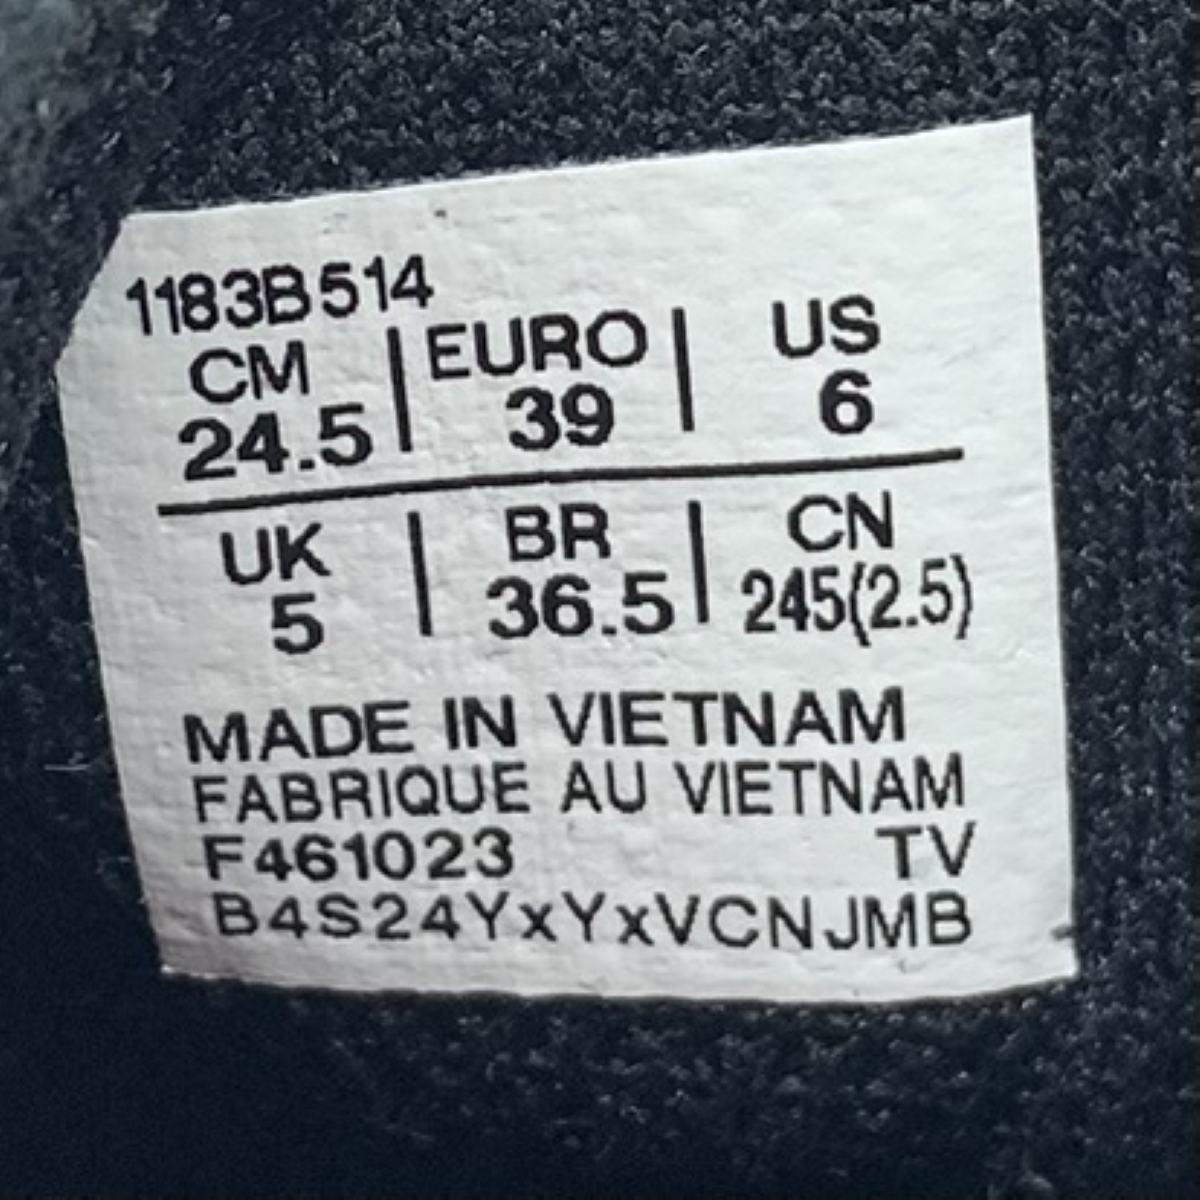 1183B514
CM | EURO | US
24.5 | 39 | 6
UK | BR | CN
5 | 36.5 | 245(2.5)
MADE IN VIETNAM
FABRIQUE AU VIETNAM
F461023 TV
B4S24YxYxVCNJMB